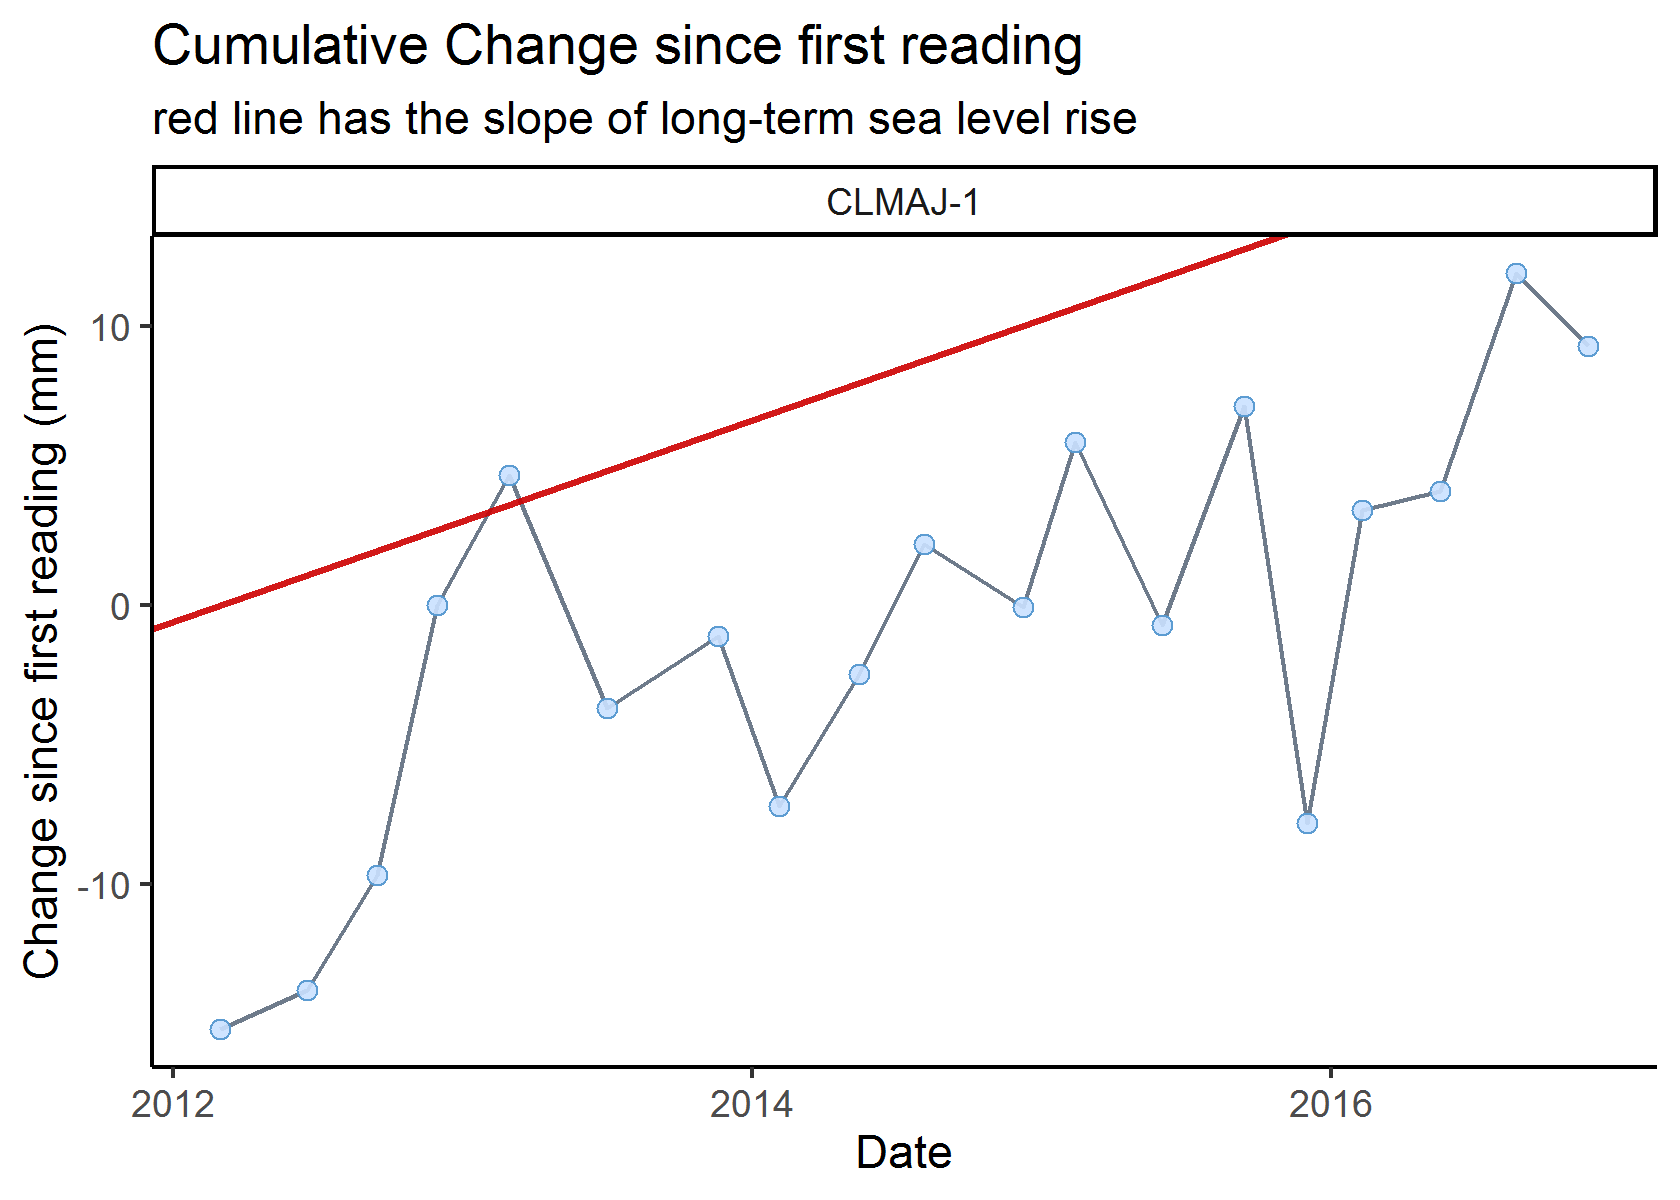 Cumulative Change since first reading
red line has the slope of long-term sea level rise
CLMAJ-1
Change since first reading (mm)
10
0
-10
2012
2014
2016
Date